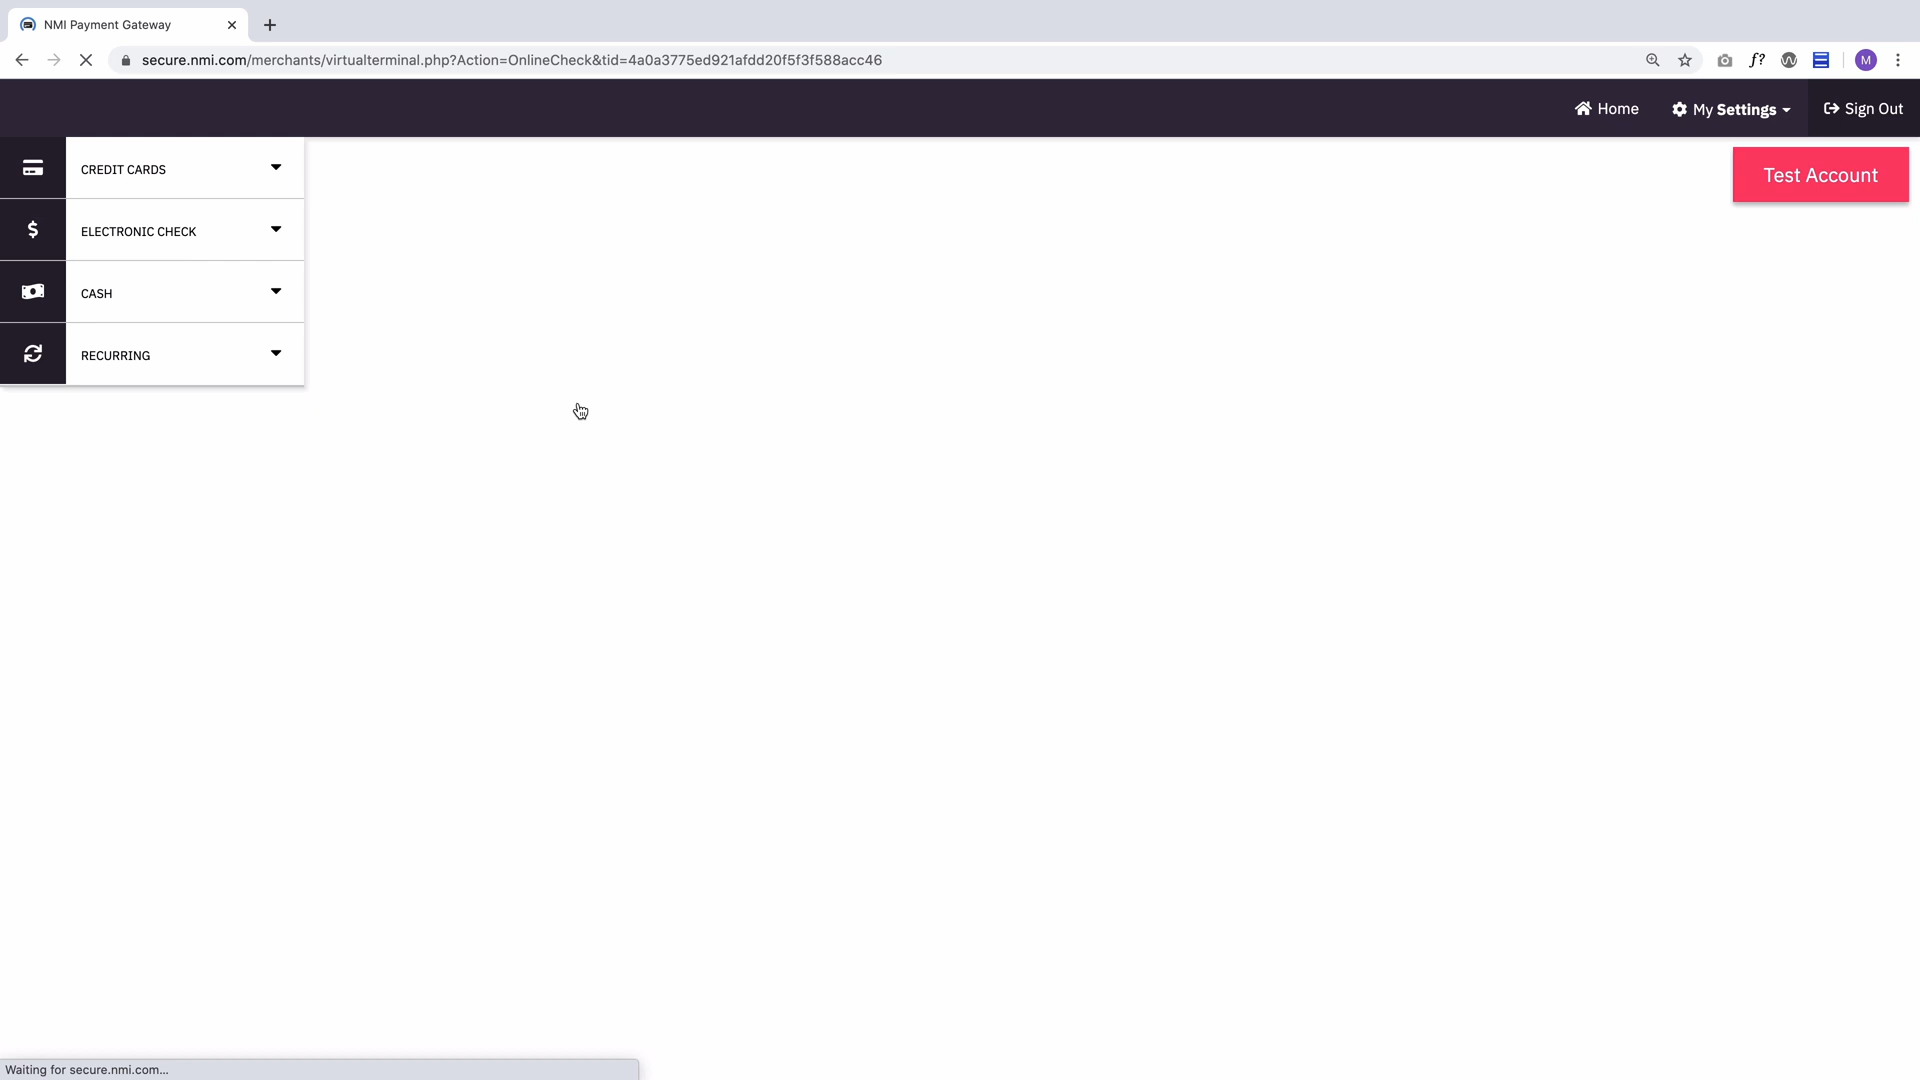 NMI Payment Gateway
secure.nmi.com/merchants/virtualterminal.php?Action=OnlineCheck&tid=4a0a3775ed921afdd20f5f3f588acc46
f?
M
Home
My Settings
Sign Out
CREDIT CARDS
Test Account
$
ELECTRONIC CHECK
CASH
RECURRING
Waiting for secure.nmi.com...